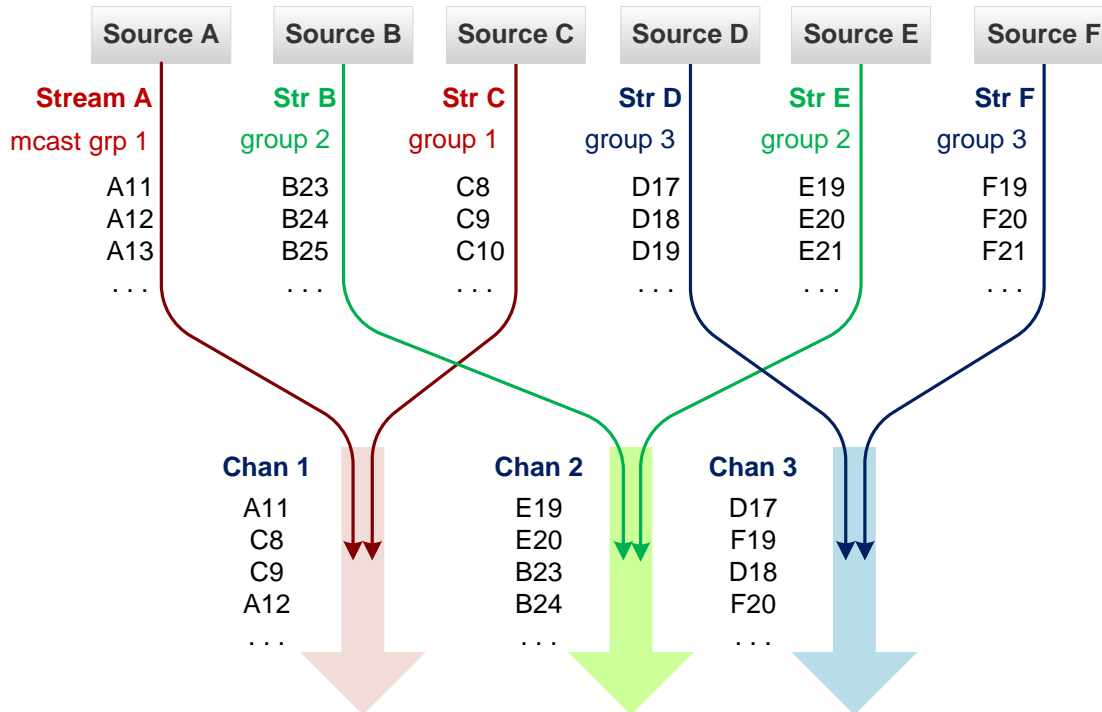 Source A Source B Source C Source D Source E Source F
Stream A Str B Str C Str D Str E Str F
mcast grp 1 group 2 group 1 group 3 group 2 group 3
A11 B23 C8 D17 E19 F19
A12 B24 C9 D18 E20 F20
A13 B25 C10 D19 E21 F21
. . . . . . . . . . . . . . . . . .
Chan 1 Chan 2 Chan 3
A11 E19 D17
C8 E20 F19
C9 B23 D18
A12 B24 F20
. . . . . . . . .